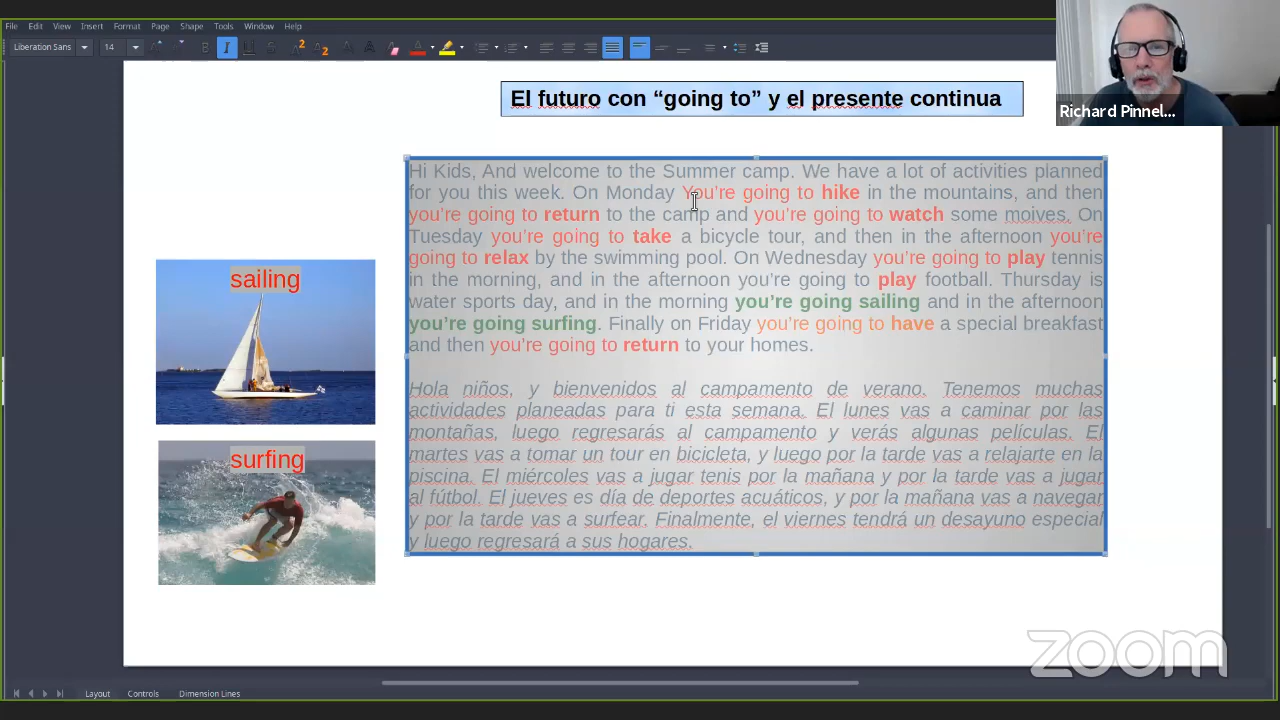 File Edit View Insert Format Page Shape Tools Window Help
Liberation Sans 14
Richard Pinnel...
El futuro con “going to” y el presente continua
Hi Kids, And welcome to the Summer camp. We have a lot of activities planned
for you this week. On Monday You’re going to hike in the mountains, and then
you’re going to return to the camp and you’re going to watch some moives. On
Tuesday you’re going to take a bicycle tour, and then in the afternoon you’re
going to relax by the swimming pool. On Wednesday you’re going to play tennis
in the morning, and in the afternoon you’re going to play football. Thursday is
water sports day, and in the morning you’re going sailing and in the afternoon
you’re going surfing. Finally on Friday you’re going to have a special breakfast
and then you’re going to return to your homes.
Hola niños, y bienvenidos al campamento de verano. Tenemos muchas
actividades planeadas para ti esta semana. El lunes vas a caminar por las
montañas, luego regresarás al campamento y verás algunas películas. El
martes vas a tomar un tour en bicicleta, y luego por la tarde vas a relajarte en la
piscina. El miércoles vas a jugar tenis por la mañana y por la tarde vas a jugar
al fútbol. El jueves es día de deportes acuáticos, y por la mañana vas a navegar
y por la tarde vas a surfear. Finalmente, el viernes tendrá un desayuno especial
y luego regresará a sus hogares.
sailing
surfing
zoom
Layout Controls Dimension Lines